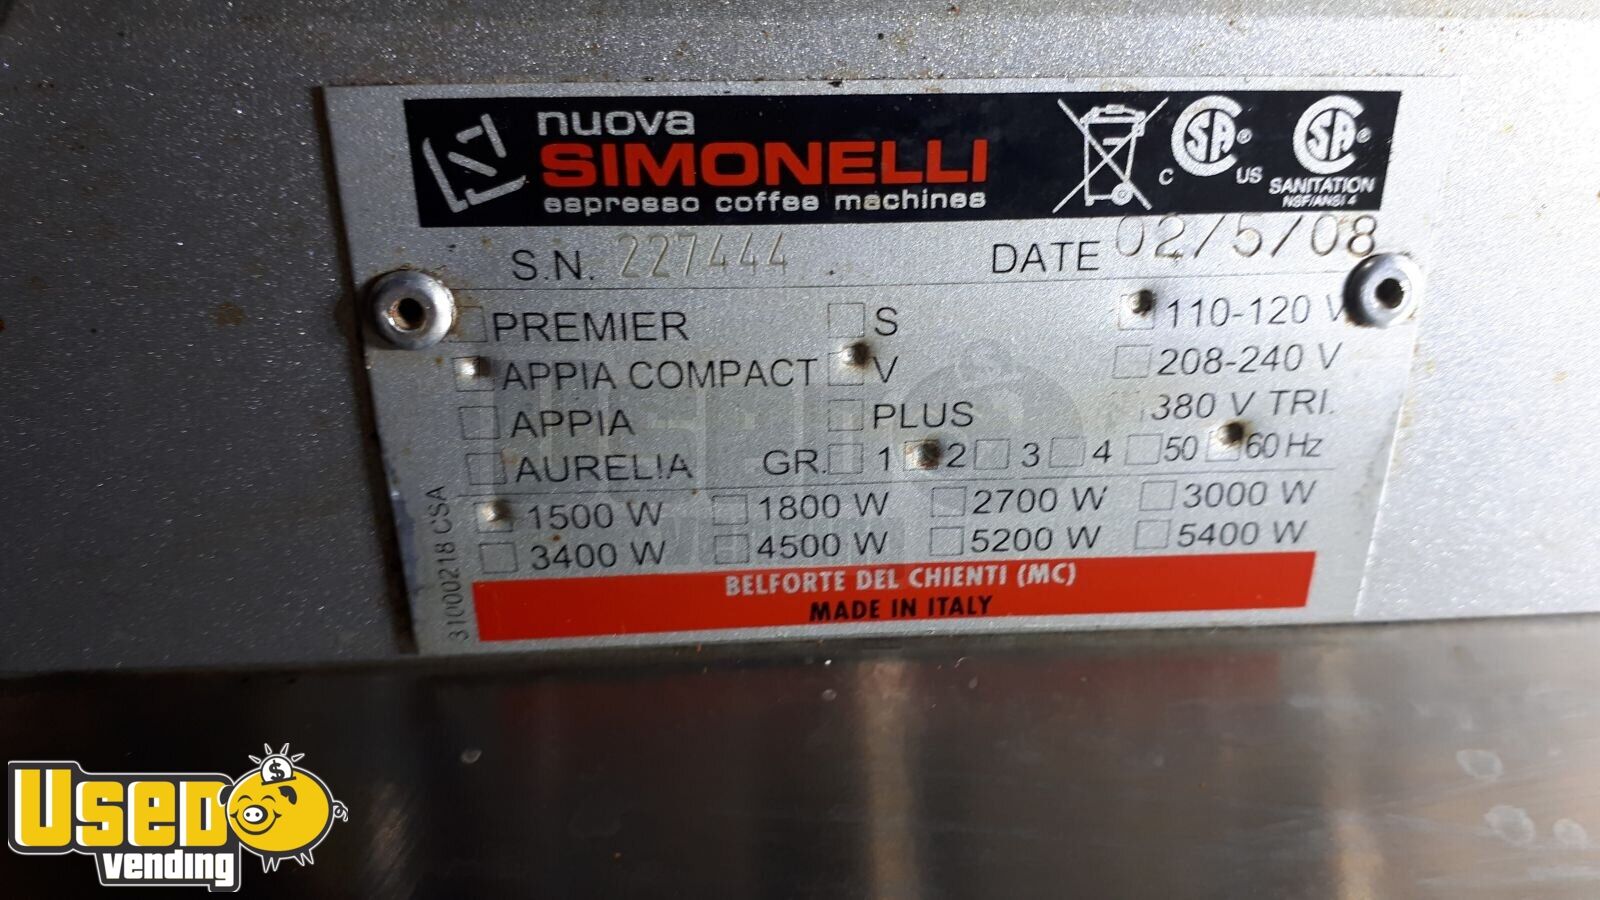 nuova
SIMONELLI
espresso coffee machines
C SA ® US
SA ®
SANITATION
NSF/ANSI 4
S.N. 227444 DATE 02/5/08
PREMIER S 110-120 V
APPIA COMPACT V 208-240 V
APPIA PLUS 380 V TRI.
AURELIA GR. 1 2 3 4 50 60 Hz
1500 W 1800 W 2700 W 3000 W
3400 W 4500 W 5200 W 5400 W
31000218 CSA
BELFORTE DEL CHIENTI (MC)
MADE IN ITALY
USED
vending